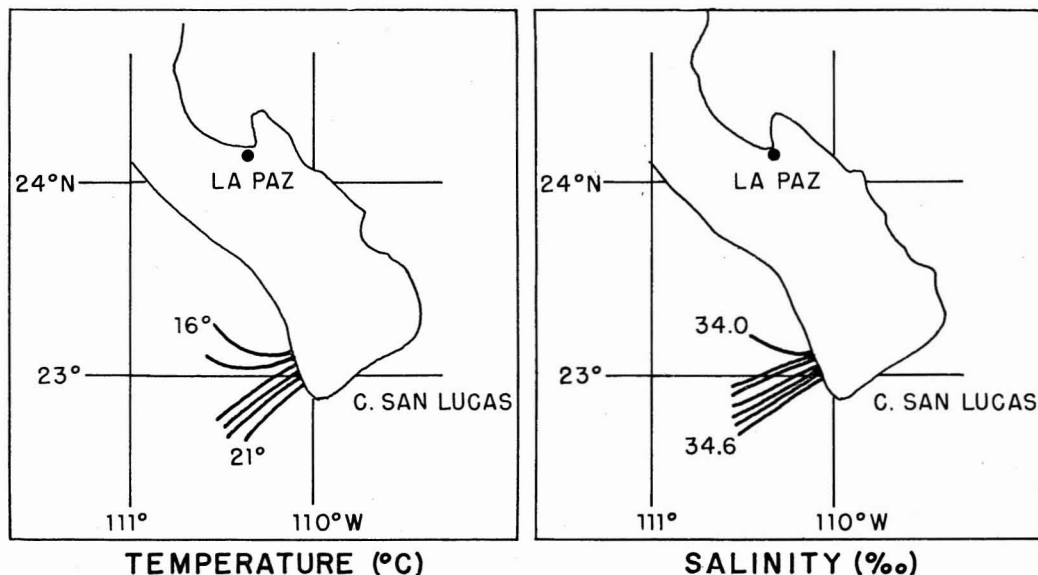 LA PAZ
24°N
16°
23°
C. SAN LUCAS
21°
111°
110°W
TEMPERATURE (°C)
LA PAZ
24°N
34.0
23°
C. SAN LUCAS
34.6
111°
110°W
SALINITY (‰)